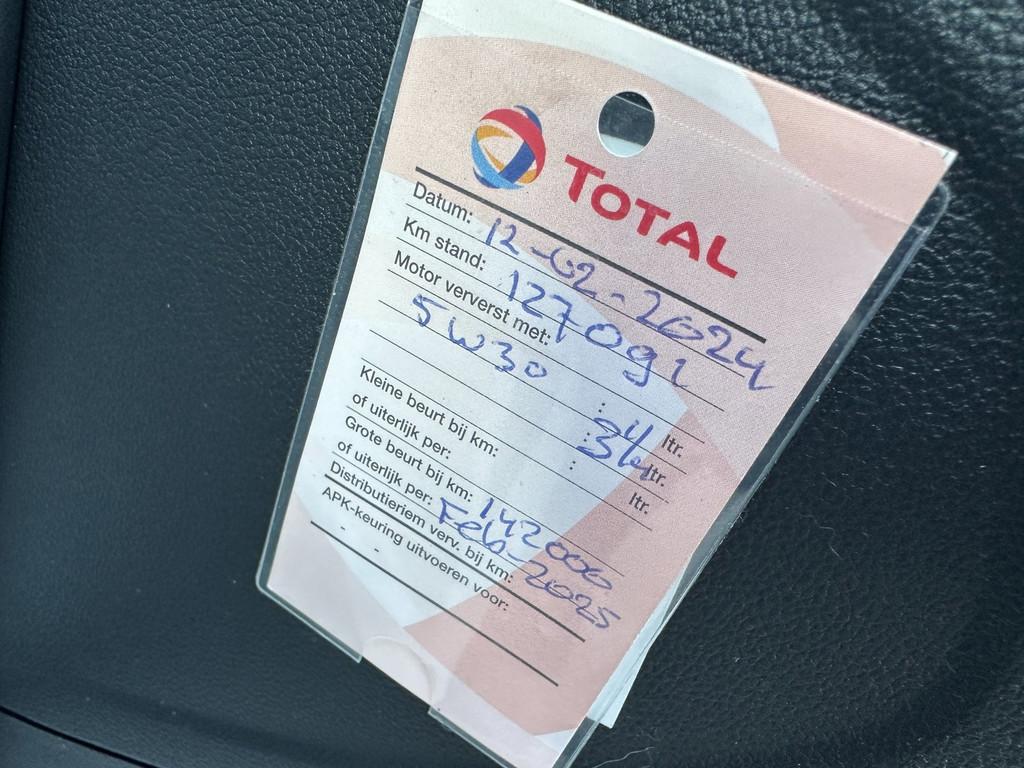 TOTAL
Datum: 12-02-2024
Km stand: 127091
Motor ververst met:
5W30 : ltr.
: 3 ltr.
: ltr.
Kleine beurt bij km:
of uiterlijk per:
Grote beurt bij km: 142000
of uiterlijk per: Feb-2025
Distributieriem verv. bij km:
APK-keuring uitvoeren voor:
- -